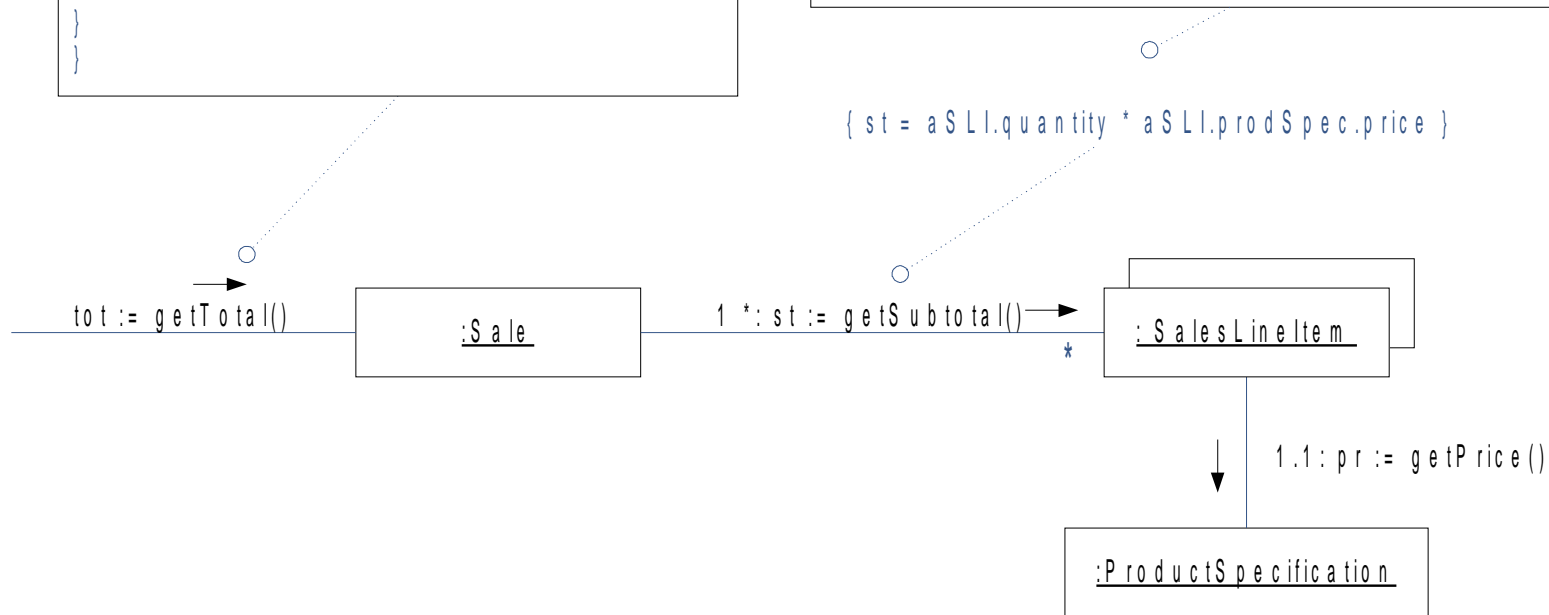 }
}
{ st = aSLI.quantity * aSLI.prodSpec.price }
tot := getTotal()
:Sale
1 *: st := getSubtotal()
*
: SalesLineItem
1.1: pr := getPrice()
:ProductSpecification